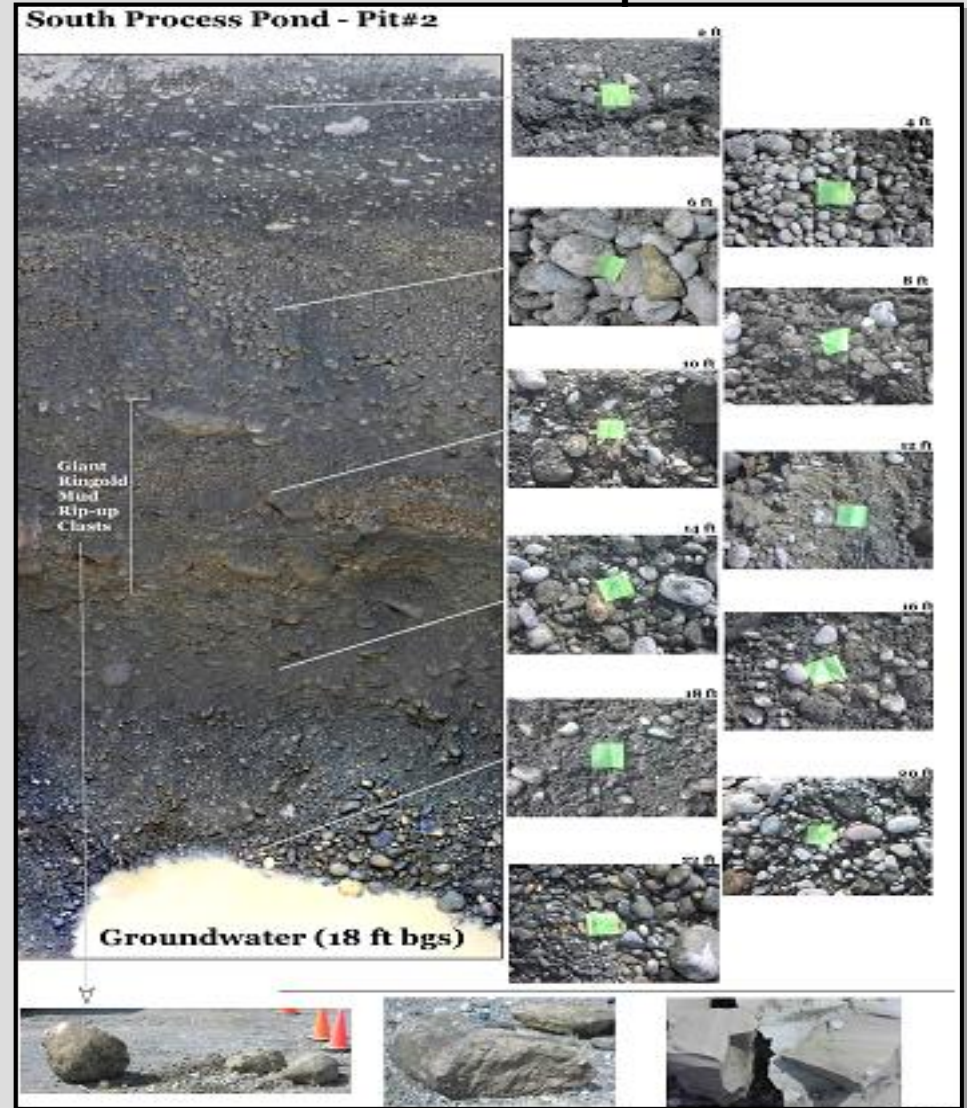 South Process Pond - Pit#2
2 ft
4 ft
6 ft
8 ft
10 ft
12 ft
14 ft
16 ft
18 ft
20 ft
22 ft
Giant
Ringold
Mud
Rip-up
Clasts
Groundwater (18 ft bgs)